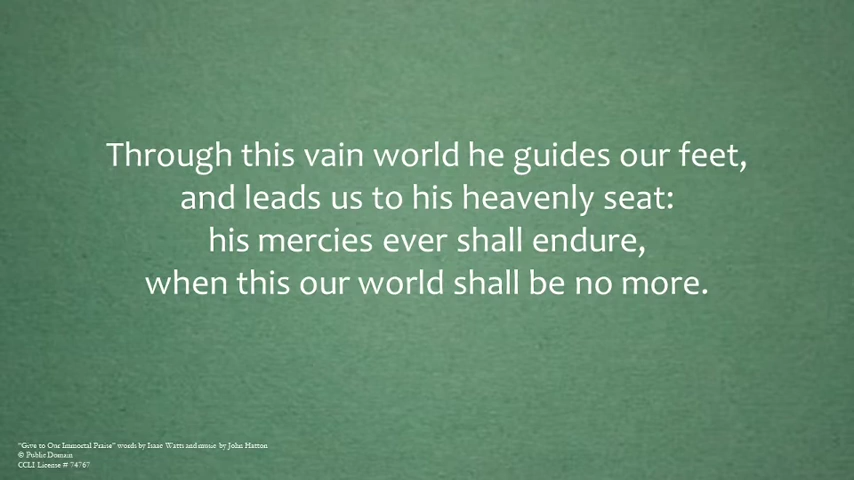 Through this vain world he guides our feet,
and leads us to his heavenly seat:
his mercies ever shall endure,
when this our world shall be no more.
"Give to Our Immortal Praise" words by Isaac Watts and music by John Hatton
© Public Domain
CCLI License # 74767